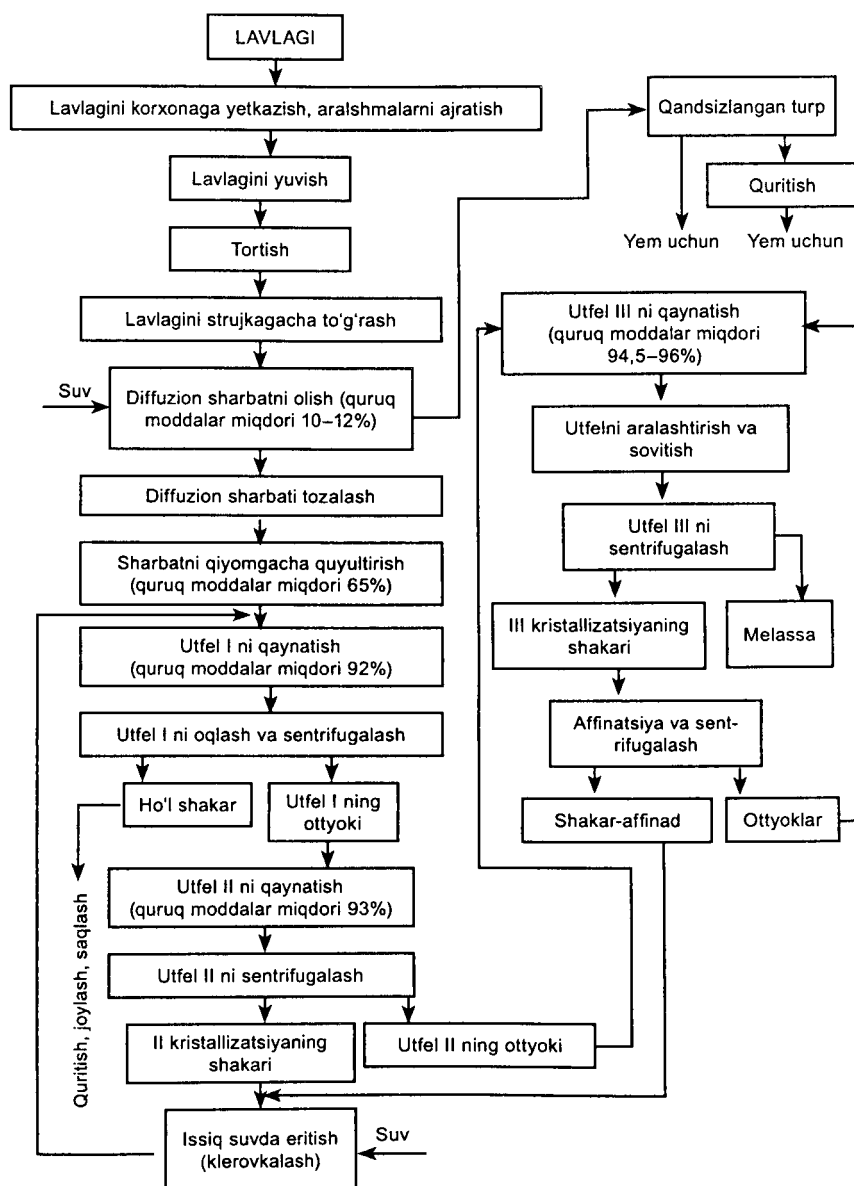 LAVLAGI
Lavlagini korxonaga yetkazish, aralshmalarni ajratish
Lavlagini yuvish
Tortish
Lavlagini strujkagacha to'g'rash
Suv
Diffuzion sharbatni olish (quruq
moddalar miqdori 10–12%)
Diffuzion sharbati tozalash
Sharbatni qiyomgacha quyultirish
(quruq moddalar miqdori 65%)
Utfel I ni qaynatish
(quruq moddalar miqdori 92%)
Utfel I ni oqlash va sentrifugalash
Ho'l shakar
Utfel I ning
ottyoki
Quritish, joylash, saqlash
Utfel II ni qaynatish
(quruq moddalar miqdori 93%)
Utfel II ni sentrifugalash
II kristallizatsiyaning
shakari
Utfel II ning ottyoki
Issiq suvda eritish
(klerovkalash)
Suv
Qandsizlangan turp
Quritish
Yem uchun
Yem uchun
Utfel III ni qaynatish
(quruq moddalar miqdori
94,5–96%)
Utfelni aralashtirish va
sovitish
Utfel III ni
sentrifugalash
III kristallizatsiyaning
shakari
Melassa
Affinatsiya va sent-
rifugalash
Shakar-affinad
Ottyoklar